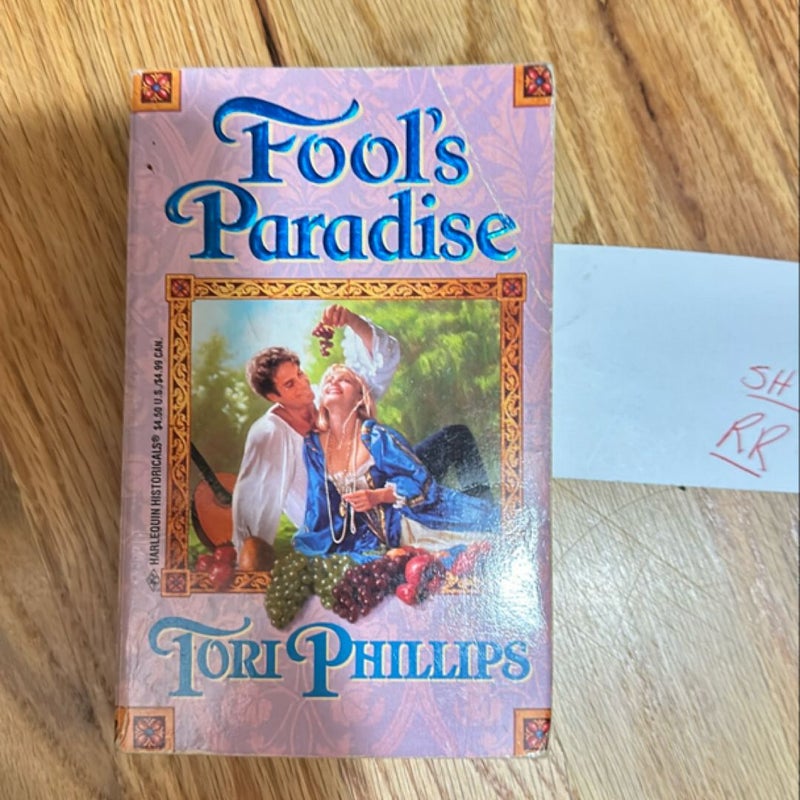 Fool's
Paradise
HARLEQUIN HISTORICALS® $4.50 U.S./$4.99 CAN.
TORI PHILLIPS
SH
RR